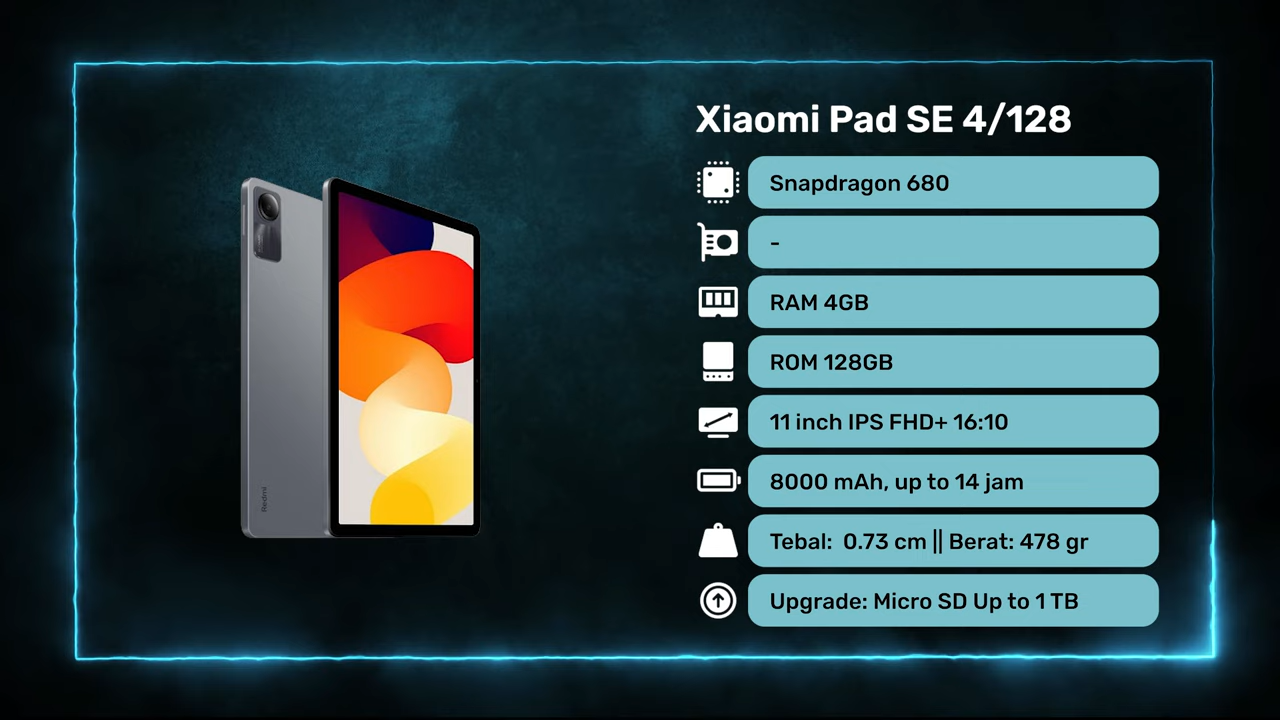 Xiaomi Pad SE 4/128
Snapdragon 680
-
RAM 4GB
ROM 128GB
11 inch IPS FHD+ 16:10
8000 mAh, up to 14 jam
Tebal:  0.73 cm || Berat: 478 gr
Upgrade: Micro SD Up to 1 TB
Redmi